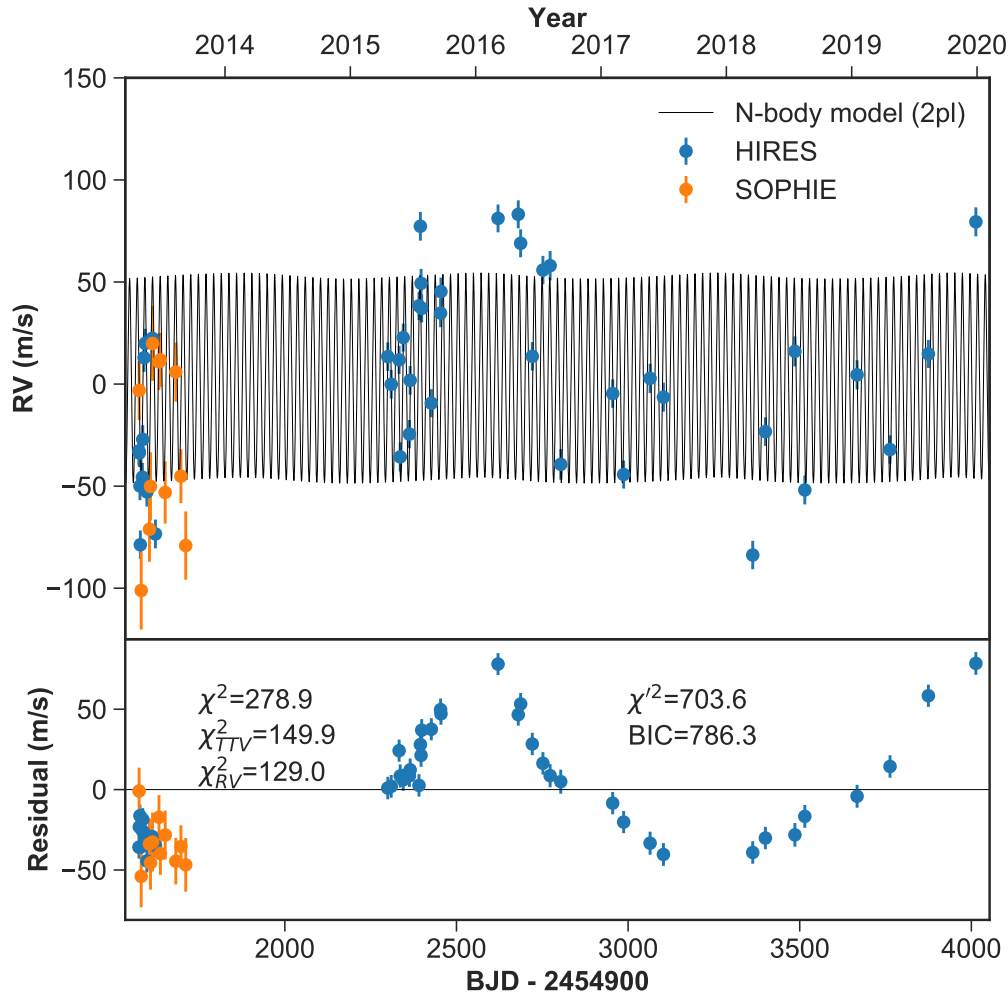 Year
2014 2015 2016 2017 2018 2019 2020
150
100
50
0
−50
−100
RV (m/s)
N-body model (2pl)
HIRES
SOPHIE
50
0
−50
Residual (m/s)
χ²=278.9
χ²_TTV=149.9
χ²_RV=129.0
χ′²=703.6
BIC=786.3
2000 2500 3000 3500 4000
BJD - 2454900